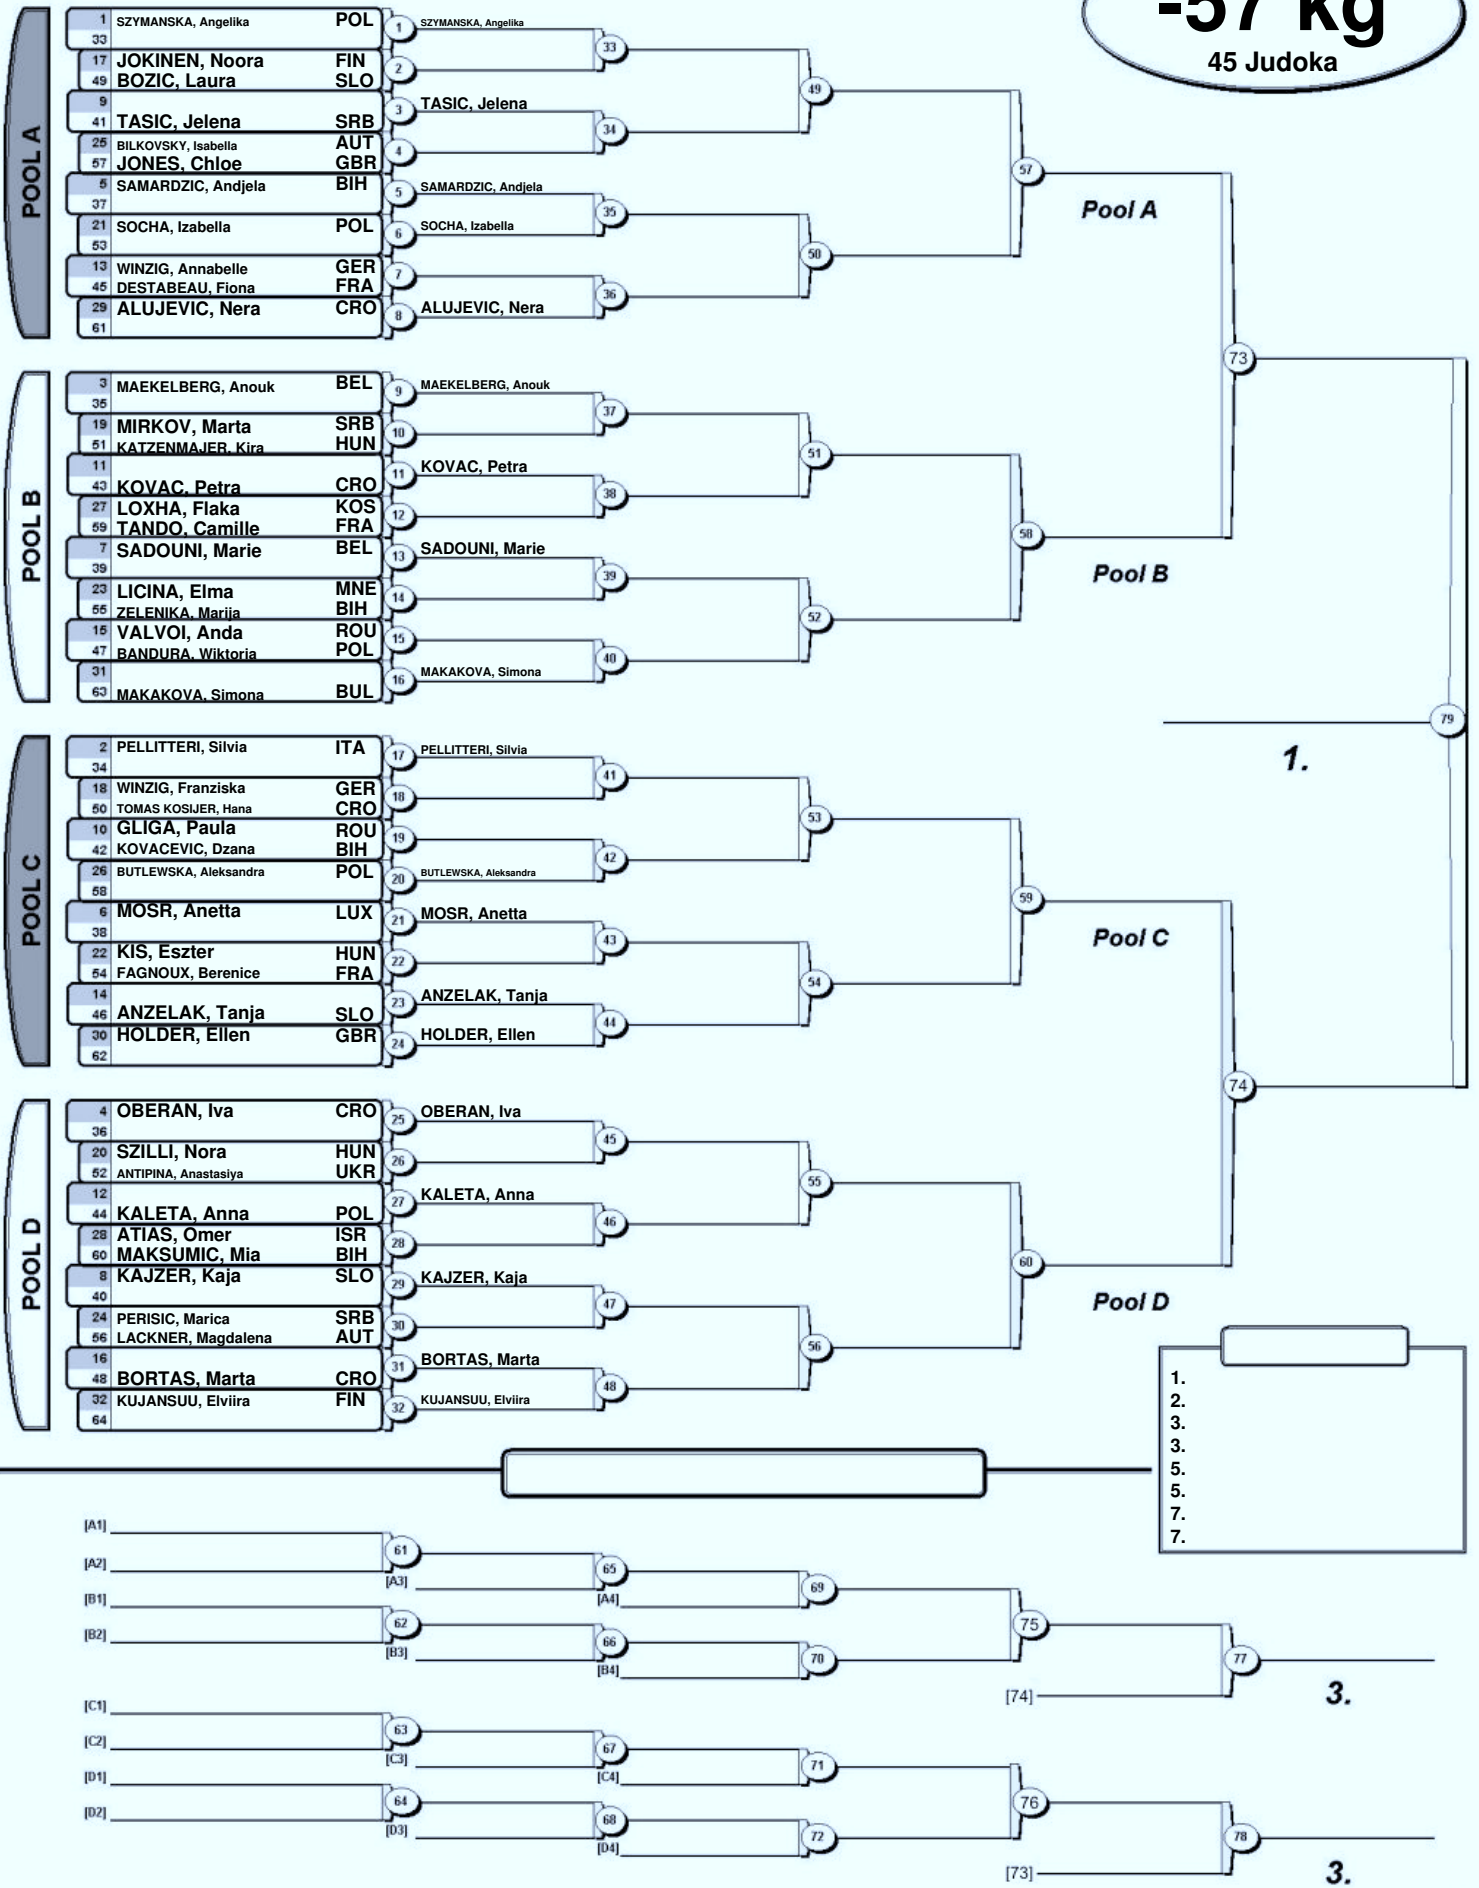 -57 kg
45 Judoka
POOL A
1 SZYMANSKA, Angelika POL 1 SZYMANSKA, Angelika
33
33
17 JOKINEN, Noora FIN 2
49 BOZIC, Laura SLO
49
9 3 TASIC, Jelena
41 TASIC, Jelena SRB
34
25 BILKOVSKY, Isabella AUT 4
57 JONES, Chloe GBR
57
5 SAMARDZIC, Andjela BIH 5 SAMARDZIC, Andjela
37
35
Pool A
21 SOCHA, Izabella POL 6 SOCHA, Izabella
53
50
13 WINZIG, Annabelle GER 7
45 DESTABEAU, Fiona FRA
36
29 ALUJEVIC, Nera CRO 8 ALUJEVIC, Nera
61
73
POOL B
3 MAEKELBERG, Anouk BEL 9 MAEKELBERG, Anouk
35
37
19 MIRKOV, Marta SRB 10
51 KATZENMAJER, Kira HUN
51
11 11 KOVAC, Petra
43 KOVAC, Petra CRO
38
27 LOXHA, Flaka KOS 12
59 TANDO, Camille FRA
58
7 SADOUNI, Marie BEL 13 SADOUNI, Marie
39
39
Pool B
23 LICINA, Elma MNE 14
55 ZELENIKA, Marija BIH
52
15 VALVOI, Anda ROU 15
47 BANDURA, Wiktoria POL
40
31 16 MAKAKOVA, Simona
63 MAKAKOVA, Simona BUL
79
1.
POOL C
2 PELLITTERI, Silvia ITA 17 PELLITTERI, Silvia
34
41
18 WINZIG, Franziska GER 18
50 TOMAS KOSIJER, Hana CRO
53
10 GLIGA, Paula ROU 19
42 KOVACEVIC, Dzana BIH
42
26 BUTLEWSKA, Aleksandra POL 20 BUTLEWSKA, Aleksandra
58
59
6 MOSR, Anetta LUX 21 MOSR, Anetta
38
43
Pool C
22 KIS, Eszter HUN 22
54 FAGNOUX, Berenice FRA
54
14 23 ANZELAK, Tanja
46 ANZELAK, Tanja SLO
44
30 HOLDER, Ellen GBR 24 HOLDER, Ellen
62
74
POOL D
4 OBERAN, Iva CRO 25 OBERAN, Iva
36
45
20 SZILLI, Nora HUN 26
52 ANTIPINA, Anastasiya UKR
55
12 27 KALETA, Anna
44 KALETA, Anna POL
46
28 ATIAS, Omer ISR 28
60 MAKSUMIC, Mia BIH
60
8 KAJZER, Kaja SLO 29 KAJZER, Kaja
40
47
Pool D
24 PERISIC, Marica SRB 30
56 LACKNER, Magdalena AUT
56
16 31 BORTAS, Marta
48 BORTAS, Marta CRO
48
32 KUJANSUU, Elviira FIN 32 KUJANSUU, Elviira
64
1.
2.
3.
3.
5.
5.
7.
7.
[A1]
61
[A2]
[A3]
65
[A4]
69
[B1]
62
[B2]
[B3]
66
[B4]
70
75
77
[74]
3.
[C1]
63
[C2]
[C3]
67
[C4]
71
[D1]
64
[D2]
[D3]
68
[D4]
72
76
78
[73]
3.